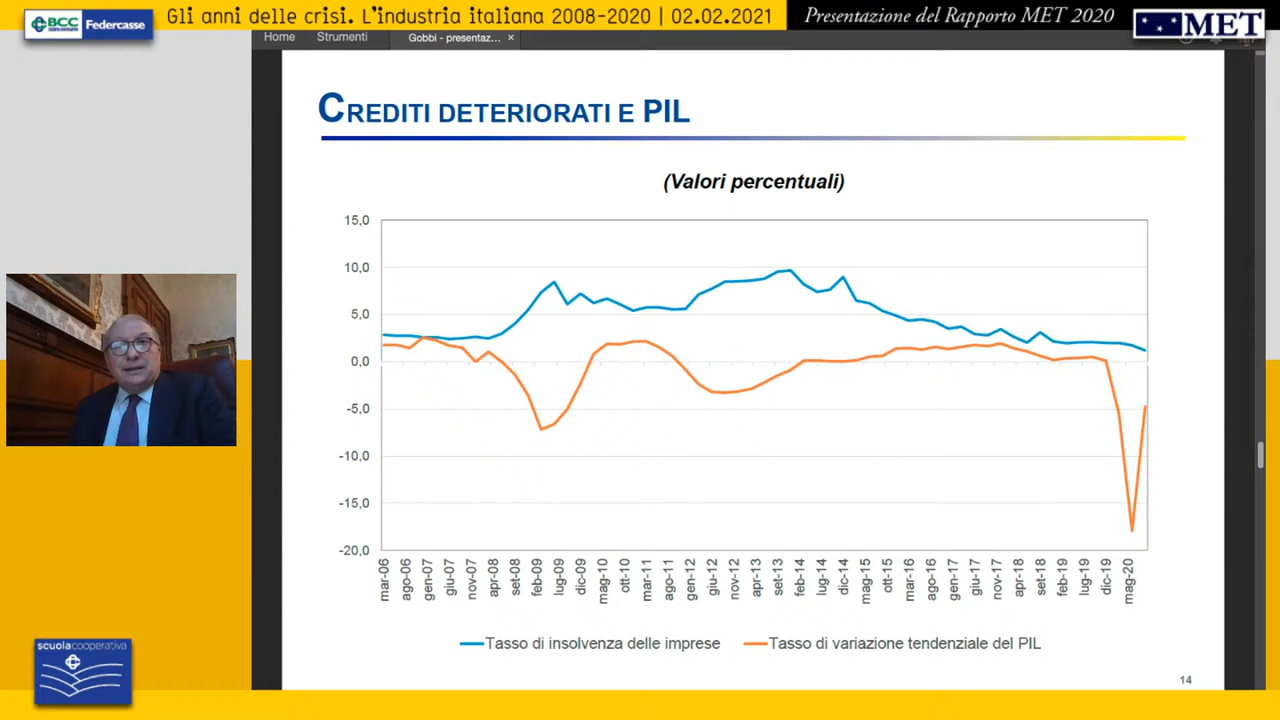 Gli anni delle crisi. L'industria italiana 2008-2020 | 02.02.2021
Presentazione del Rapporto MET 2020
BCC
Federcasse
MET
Home
Strumenti
Gobbi - presentaz...
×
CREDITI DETERIORATI E PIL
(Valori percentuali)
15,0
10,0
5,0
0,0
-5,0
-10,0
-15,0
-20,0
mar-06
ago-06
gen-07
giu-07
nov-07
apr-08
set-08
feb-09
lug-09
dic-09
mag-10
ott-10
mar-11
ago-11
gen-12
giu-12
nov-12
apr-13
set-13
feb-14
lug-14
dic-14
mag-15
ott-15
mar-16
ago-16
gen-17
giu-17
nov-17
apr-18
set-18
feb-19
lug-19
dic-19
mag-20
Tasso di insolvenza delle imprese
Tasso di variazione tendenziale del PIL
14
scuolacooperativa